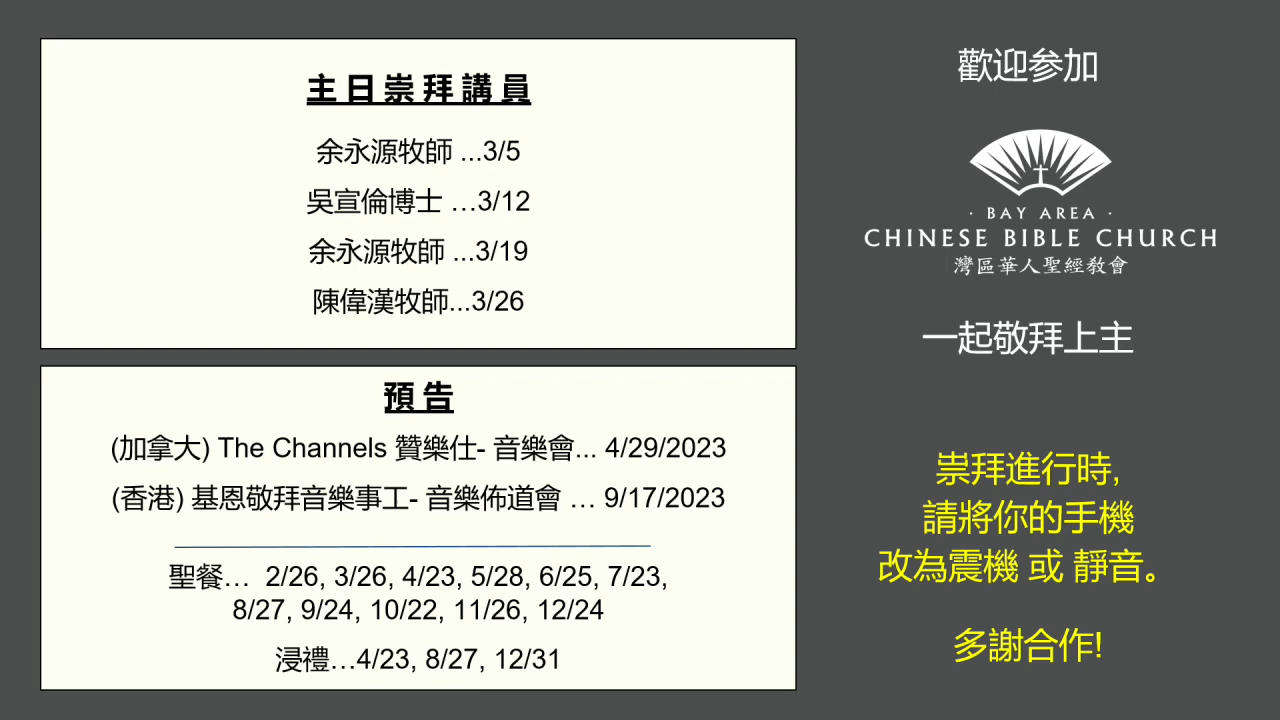 主日崇拜講員
余永源牧師 ...3/5
吳宣倫博士 …3/12
余永源牧師 ...3/19
陳偉漢牧師...3/26
預告
(加拿大) The Channels 贊樂仕- 音樂會... 4/29/2023
(香港) 基恩敬拜音樂事工- 音樂佈道會 … 9/17/2023
聖餐… 2/26, 3/26, 4/23, 5/28, 6/25, 7/23,
8/27, 9/24, 10/22, 11/26, 12/24
浸禮…4/23, 8/27, 12/31
歡迎参加
· BAY AREA ·
CHINESE BIBLE CHURCH
灣區華人聖經教會
一起敬拜上主
祟拜進行時,
請將你的手機
改為震機 或 靜音。
多謝合作!